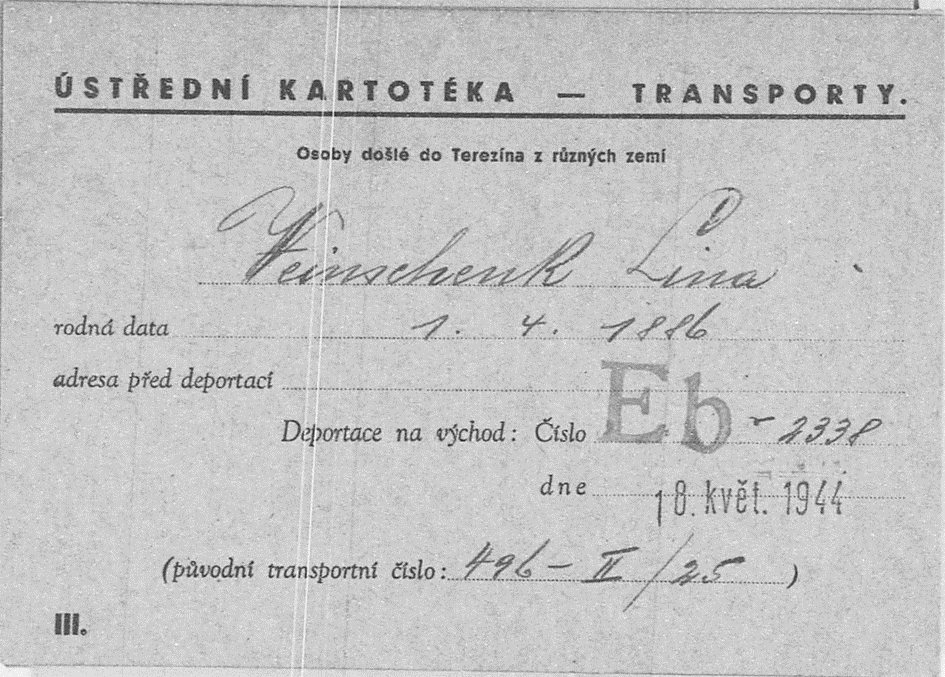 ÚSTŘEDNÍ KARTOTÉKA — TRANSPORTY.
Osoby došlé do Terezína z různých zemí
Weinschenk Lina
rodná data 1. 4. 1886
adresa před deportací
Deportace na východ: Číslo Eb - 2338
dne 18. květ. 1944
(původní transportní číslo: 496 - II/25)
III.